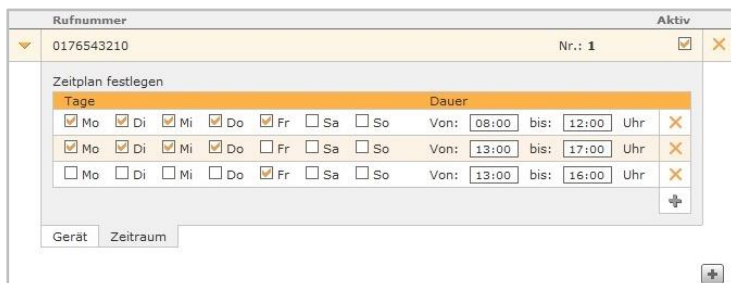 Rufnummer Aktiv
0176543210 Nr.: 1
Zeitplan festlegen
Tage Dauer
Mo Di Mi Do Fr Sa So Von: 08:00 bis: 12:00 Uhr
Mo Di Mi Do Fr Sa So Von: 13:00 bis: 17:00 Uhr
Mo Di Mi Do Fr Sa So Von: 13:00 bis: 16:00 Uhr
Gerät Zeitraum